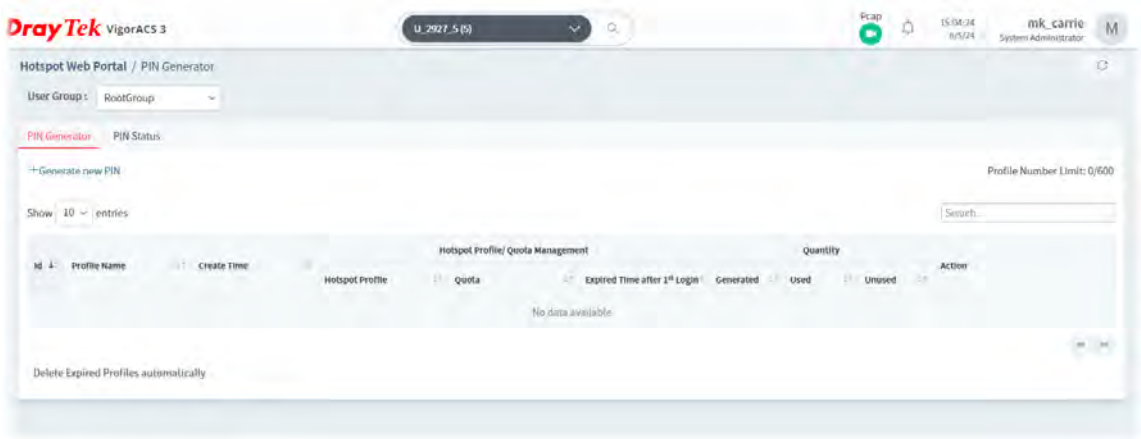 DrayTek VigorACS 3
U_2927_5 (5)
Pcap
15:04:24
8/5/24
mk_carrie
System Administrator
M
Hotspot Web Portal / PIN Generator
User Group : RootGroup
PIN Generator PIN Status
+Generate new PIN
Profile Number Limit: 0/600
Show 10 entries
Search...
Id Profile Name Create Time Hotspot Profile/ Quota Management Quantity Action
Hotspot Profile Quota Expired Time after 1st Login Generated Used Unused
No data available
Delete Expired Profiles automatically